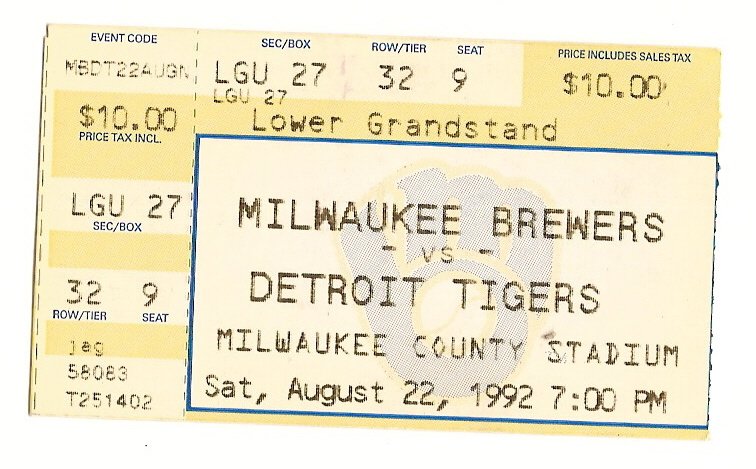 EVENT CODE
MBDT22AUGN
$10.00
PRICE TAX INCL.
LGU 27
SEC/BOX
32 9
ROW/TIER SEAT
jag
58083
T251402
SEC/BOX ROW/TIER SEAT PRICE INCLUDES SALES TAX
LGU 27 32 9 $10.00
LGU 27
Lower Grandstand
MILWAUKEE BREWERS
- VS -
DETROIT TIGERS
MILWAUKEE COUNTY STADIUM
Sat, August 22, 1992 7:00 PM